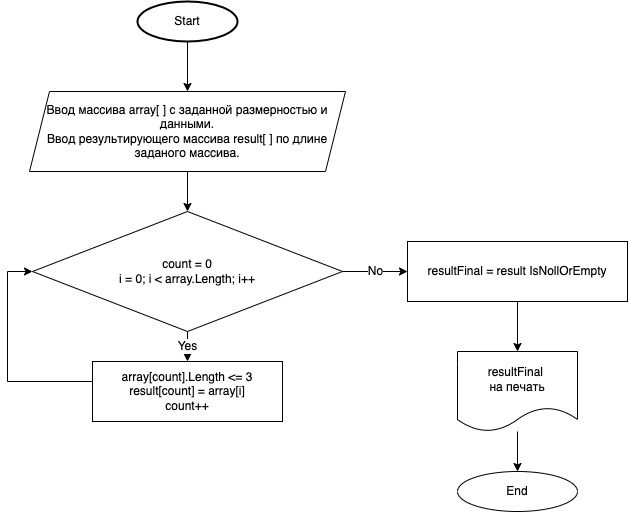 Start
Ввод массива array[ ] с заданной размерностью и
данными.
Ввод результирующего массива result[ ] по длине
заданого массива.
count = 0
i = 0; i < array.Length; i++
No
resultFinal = result IsNollOrEmpty
Yes
array[count].Length <= 3
result[count] = array[i]
count++
resultFinal
на печать
End